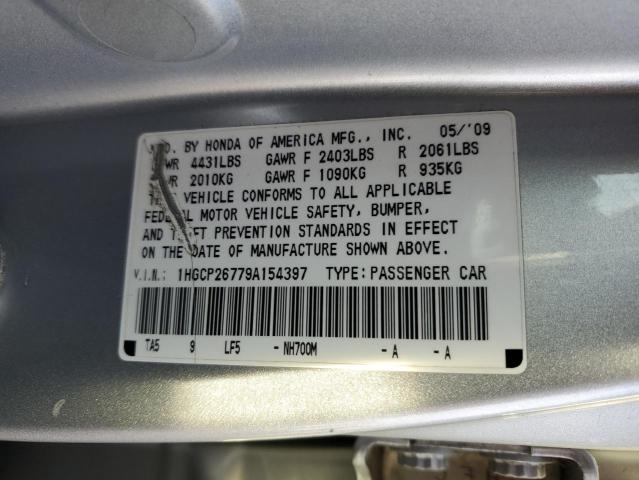 BY HONDA OF AMERICA MFG., INC. 05/'09
4431LBS GAWR F 2403LBS R 2061LBS
2010KG GAWR F 1090KG R 935KG
VEHICLE CONFORMS TO ALL APPLICABLE
MOTOR VEHICLE SAFETY, BUMPER,
AND PREVENTION STANDARDS IN EFFECT
ON THE DATE OF MANUFACTURE SHOWN ABOVE.
V.I.N.: 1HGCP26779A154397 TYPE: PASSENGER CAR
TA5 9 LF5 - NH700M - A - A